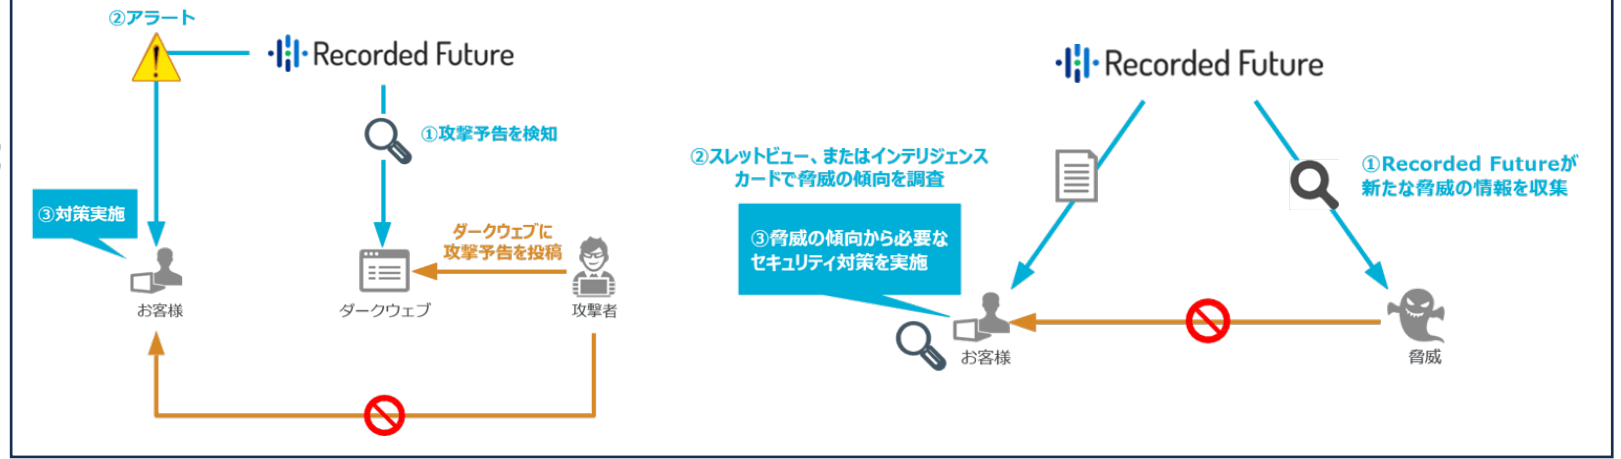 ②アラート
Recorded Future
①攻撃予告を検知
③対策実施
ダークウェブに
攻撃予告を投稿
お客様
ダークウェブ
攻撃者
Recorded Future
②スレットビュー、またはインテリジェンス
カードで脅威の傾向を調査
①Recorded Futureが
新たな脅威の情報を収集
③脅威の傾向から必要な
セキュリティ対策を実施
お客様
脅威